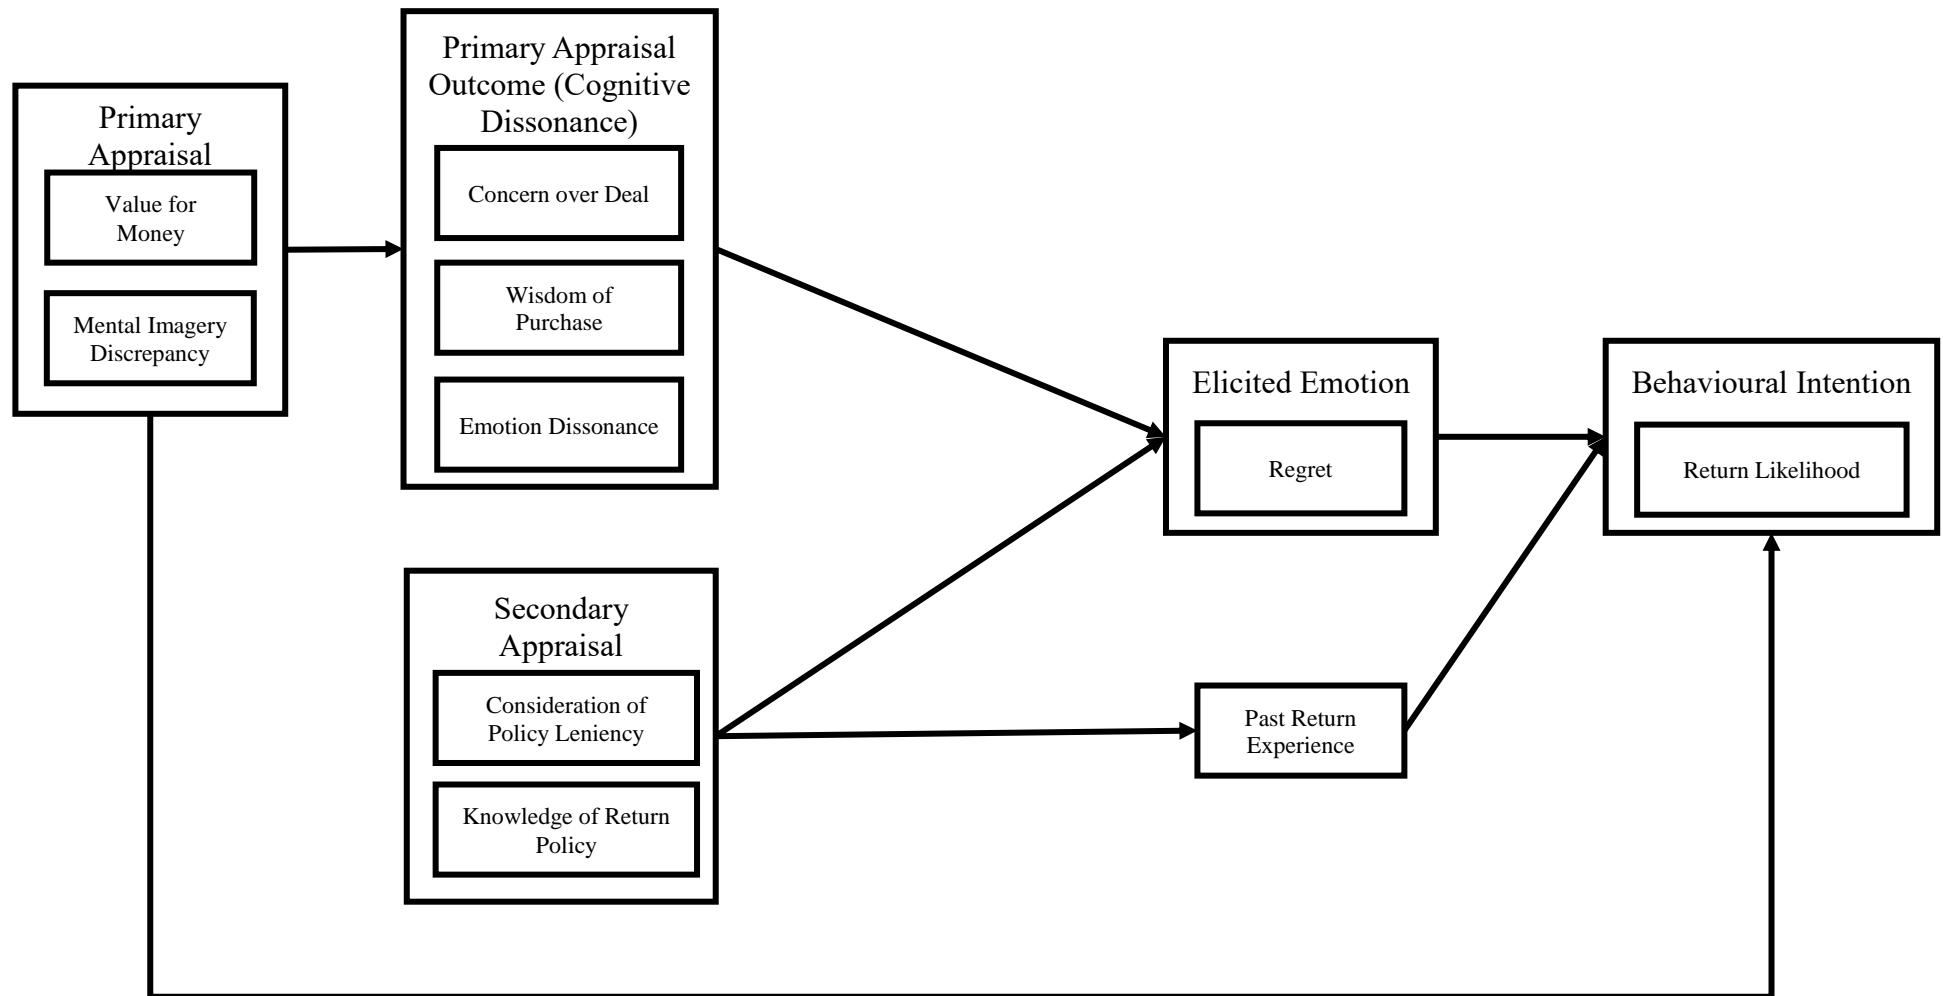 Primary
Appraisal
Value for
Money
Mental Imagery
Discrepancy
Primary Appraisal
Outcome (Cognitive
Dissonance)
Concern over Deal
Wisdom of
Purchase
Emotion Dissonance
Secondary
Appraisal
Consideration of
Policy Leniency
Knowledge of Return
Policy
Elicited Emotion
Regret
Past Return
Experience
Behavioural Intention
Return Likelihood